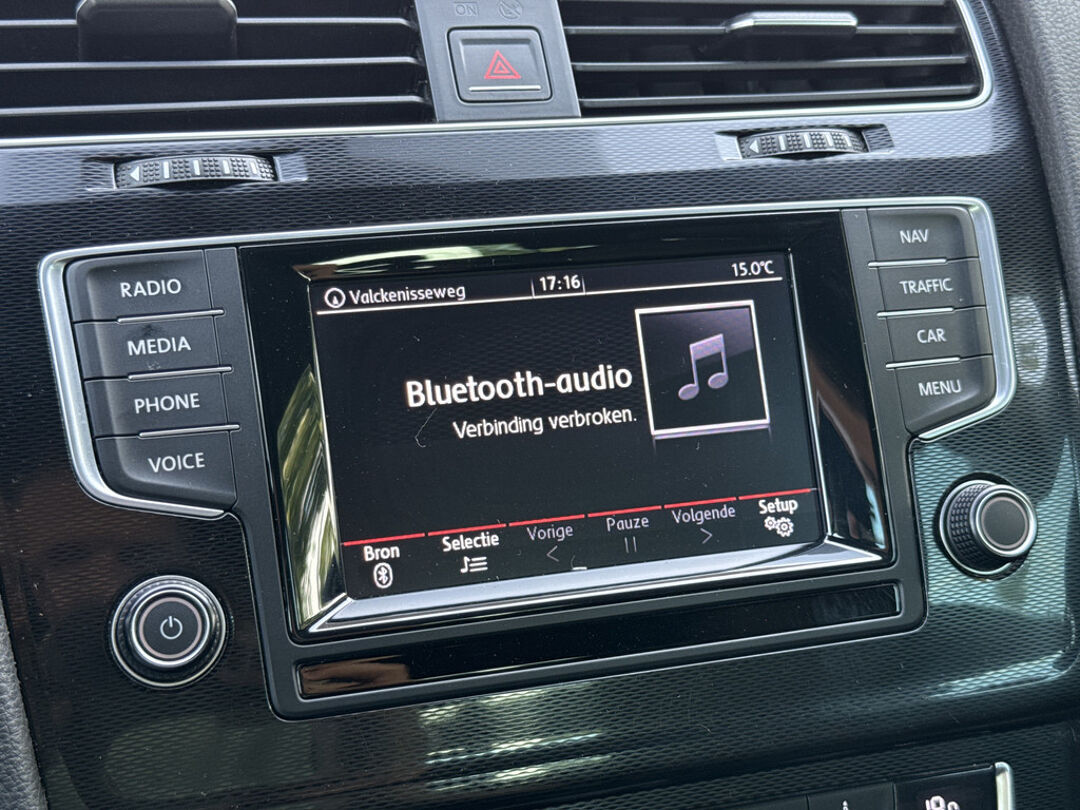 ON
RADIO
MEDIA
PHONE
VOICE
Valckenisseweg
17:16
15.0°C
Bluetooth-audio
Verbinding verbroken.
Bron
Selectie
Vorige
Pauze
Volgende
Setup
NAV
TRAFFIC
CAR
MENU